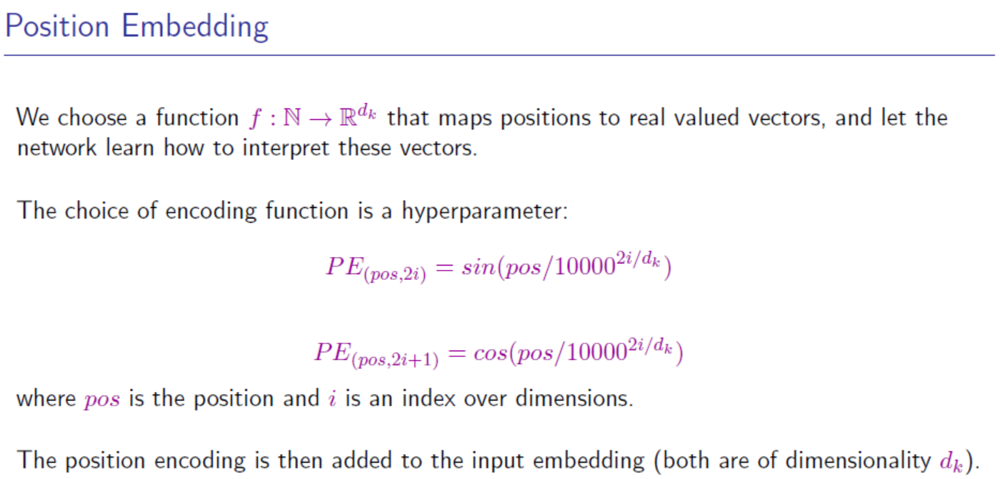 Position Embedding
We choose a function $f : \mathbb{N} \rightarrow \mathbb{R}^{d_k}$ that maps positions to real valued vectors, and let the
network learn how to interpret these vectors.
The choice of encoding function is a hyperparameter:
$PE_{(pos,2i)} = sin(pos/10000^{2i/d_k})$
$PE_{(pos,2i+1)} = cos(pos/10000^{2i/d_k})$
where $pos$ is the position and $i$ is an index over dimensions.
The position encoding is then added to the input embedding (both are of dimensionality $d_k$).